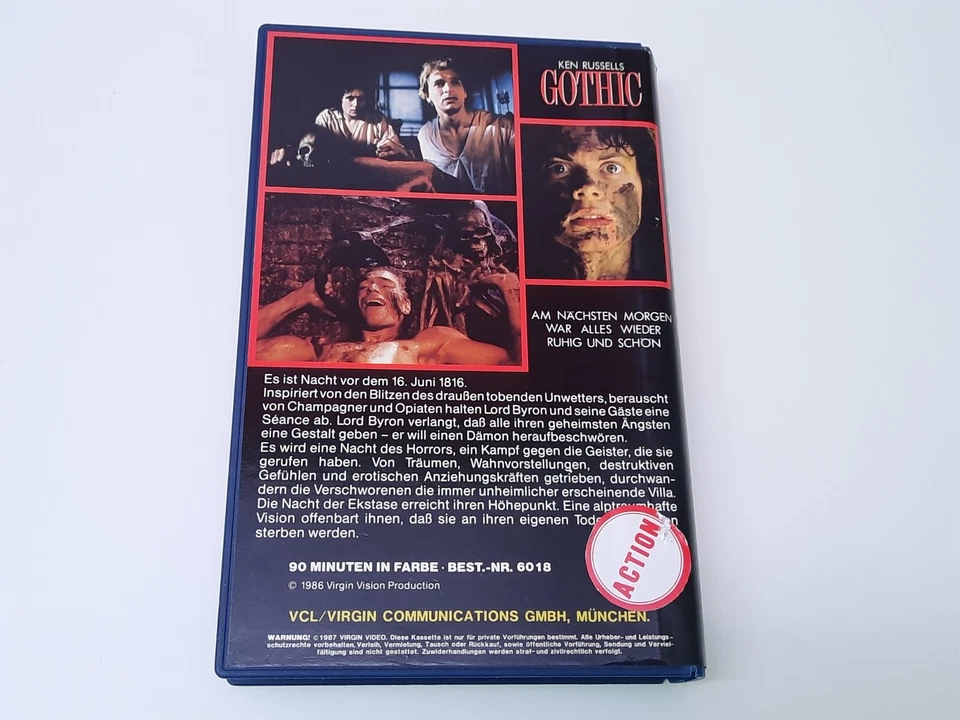 KEN RUSSELLS
GOTHIC
AM NÄCHSTEN MORGEN
WAR ALLES WIEDER
RUHIG UND SCHÖN
Es ist Nacht vor dem 16. Juni 1816.
Inspiriert von den Blitzen des draußen tobenden Unwetters, berauscht
von Champagner und Opiaten halten Lord Byron und seine Gäste eine
Séance ab. Lord Byron verlangt, daß alle ihren geheimsten Ängsten
eine Gestalt geben – er will einen Dämon heraufbeschwören.
Es wird eine Nacht des Horrors, ein Kampf gegen die Geister, die sie
gerufen haben. Von Träumen, Wahnvorstellungen, destruktiven
Gefühlen und erotischen Anziehungskräften getrieben, durchwan-
dern die Verschworenen die immer unheimlicher erscheinende Villa.
Die Nacht der Ekstase erreicht ihren Höhepunkt. Eine alptraumhafte
Vision offenbart ihnen, daß sie an ihren eigenen
sterben werden.
ACTION
90 MINUTEN IN FARBE · BEST.-NR. 6018
© 1986 Virgin Vision Production
VCL/VIRGIN COMMUNICATIONS GMBH, MÜNCHEN.
WARNUNG! © 1987 VIRGIN VIDEO. Diese Kassette ist nur für private Vorführungen bestimmt. Alle Urheber- und Leistungs-
schutzrechte vorbehalten. Verleih, Vermietung, Tausch oder Rückkauf, sowie öffentliche Vorführung, Sendung und Verviel-
fältigung sind nicht gestattet. Zuwiderhandlungen werden straf- und zivilrechtlich verfolgt.